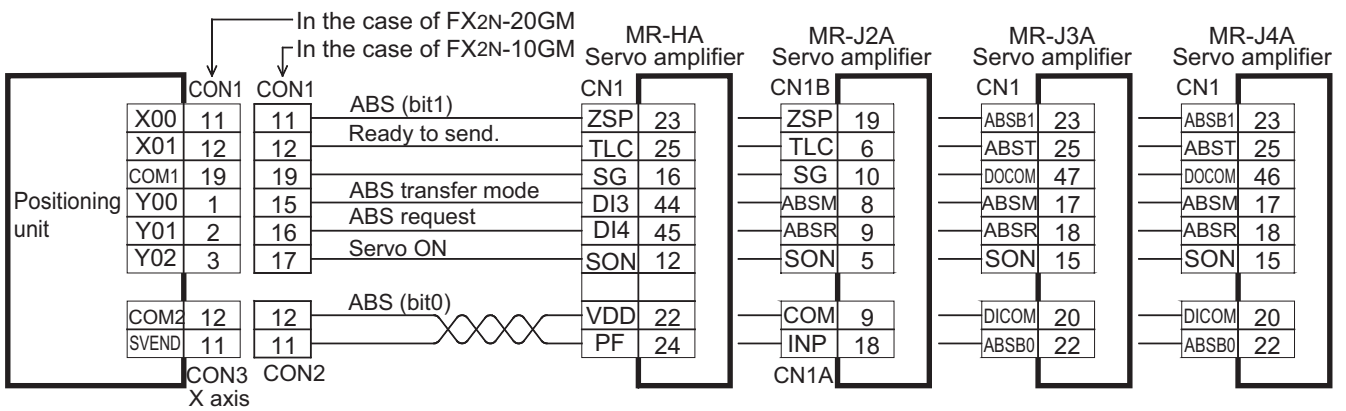 In the case of FX2N-20GM
In the case of FX2N-10GM
MR-HA
Servo amplifier
MR-J2A
Servo amplifier
MR-J3A
Servo amplifier
MR-J4A
Servo amplifier
CON1 CON1 CN1 CN1B CN1 CN1
X00 11 11 ABS (bit1) ZSP 23 ZSP 19 ABSB1 23 ABSB1 23
X01 12 12 Ready to send. TLC 25 TLC 6 ABST 25 ABST 25
COM1 19 19 SG 16 SG 10 DOCOM 47 DOCOM 46
Positioning
unit
Y00 1 15 ABS transfer mode DI3 44 ABSM 8 ABSM 17 ABSM 17
Y01 2 16 ABS request DI4 45 ABSR 9 ABSR 18 ABSR 18
Y02 3 17 Servo ON SON 12 SON 5 SON 15 SON 15
COM2 12 12 ABS (bit0) VDD 22 COM 9 DICOM 20 DICOM 20
SVEND 11 11 PF 24 INP 18 ABSB0 22 ABSB0 22
CON3 CON2 CN1A
X axis